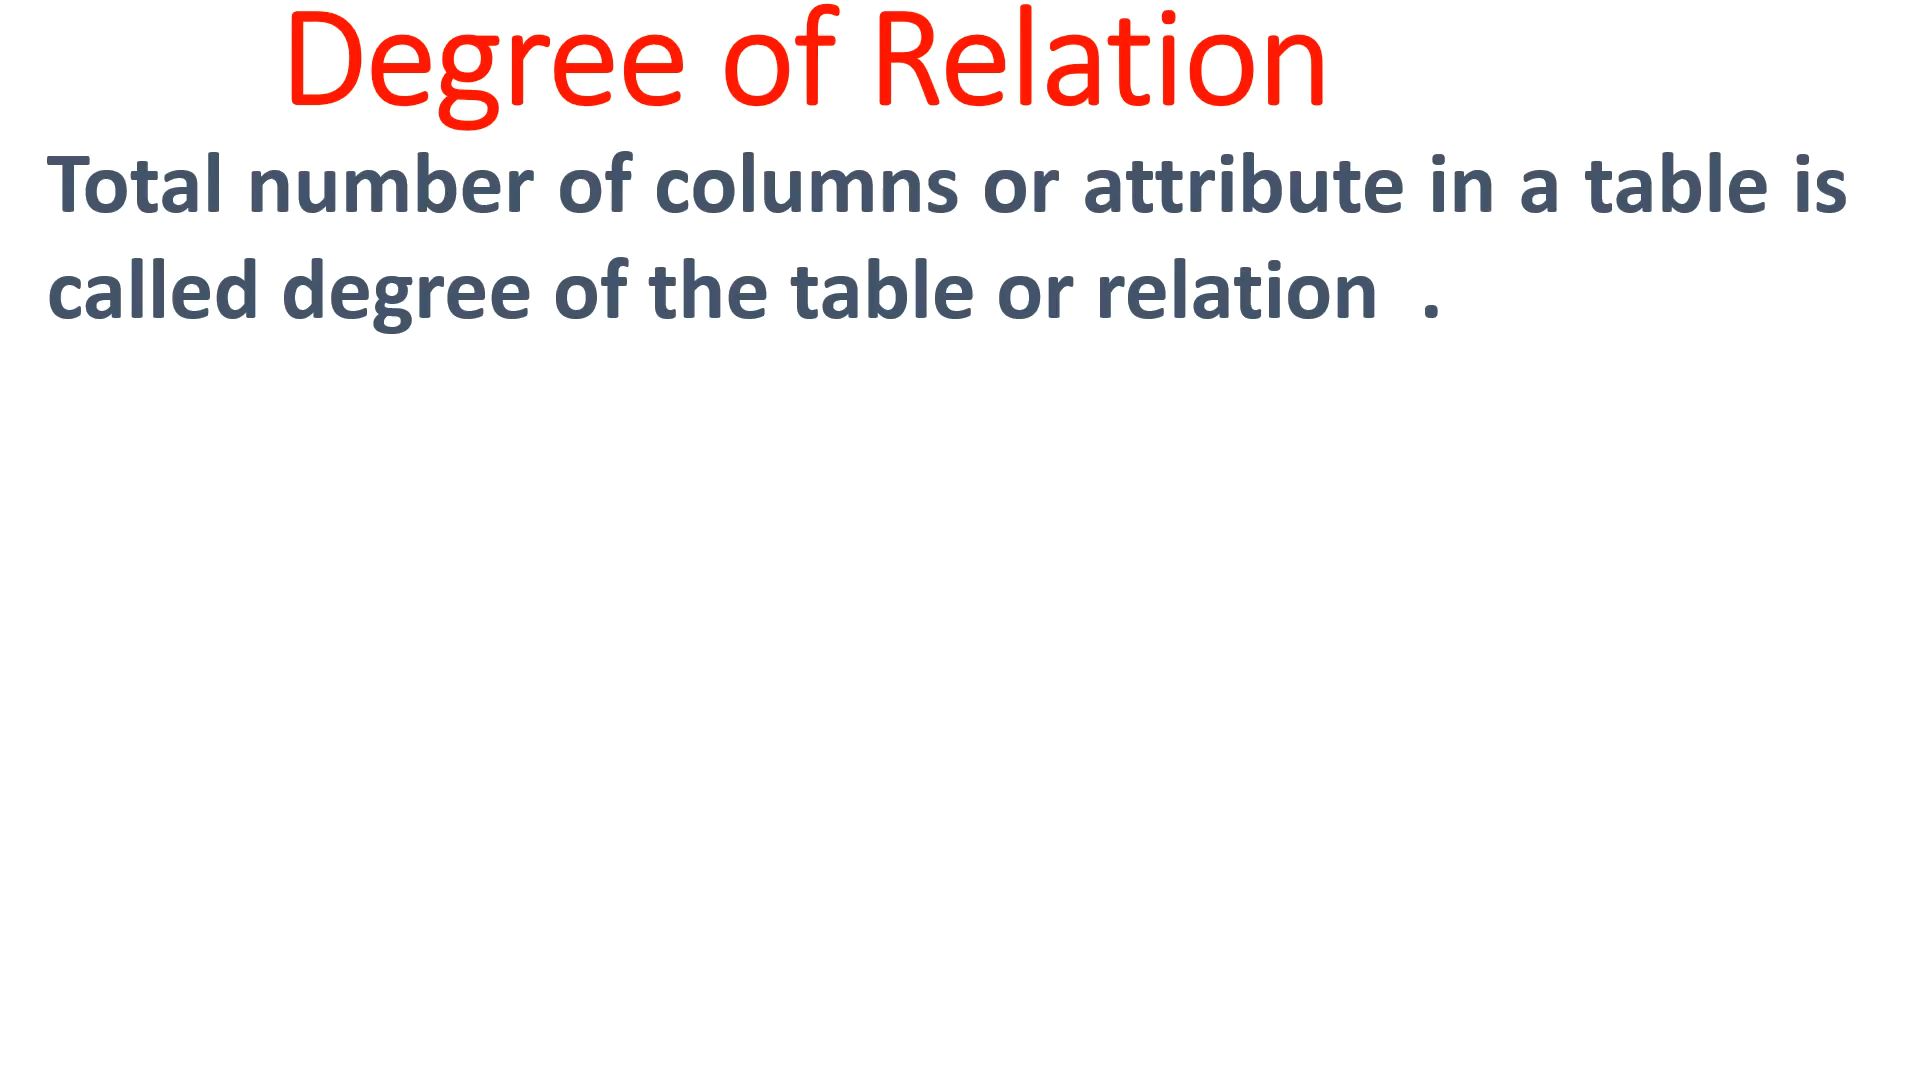 Degree of Relation
Total number of columns or attribute in a table is
called degree of the table or relation  .